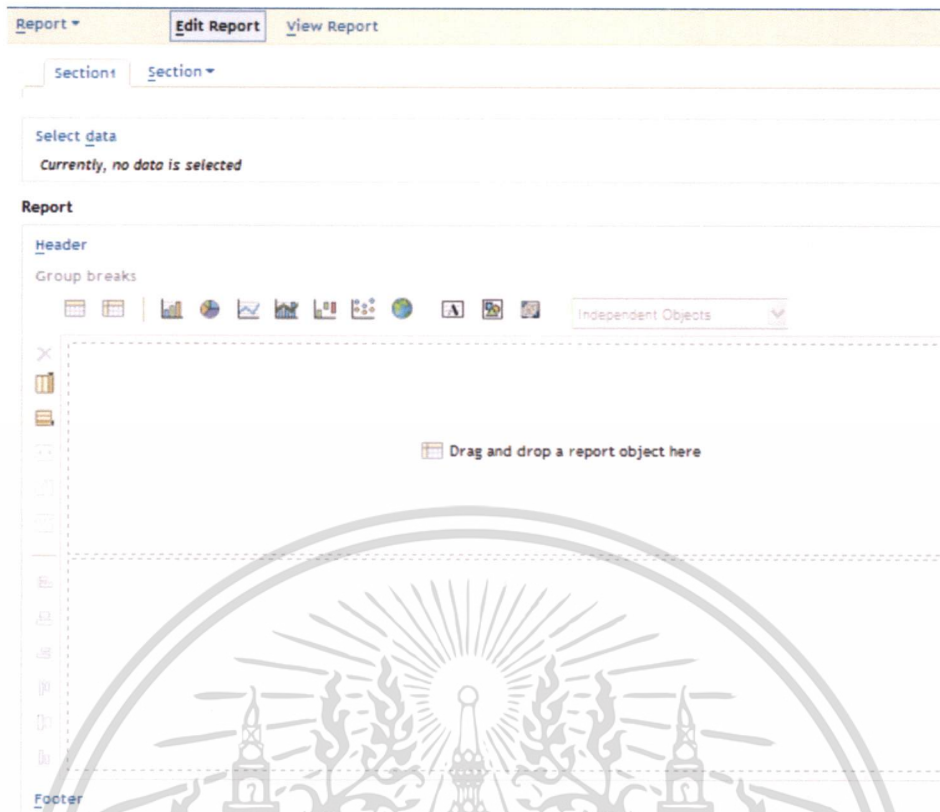 Report Edit Report View Report
Section1 Section
Select data
Currently, no data is selected
Report
Header
Group breaks
Independent Objects
Drag and drop a report object here
Footer